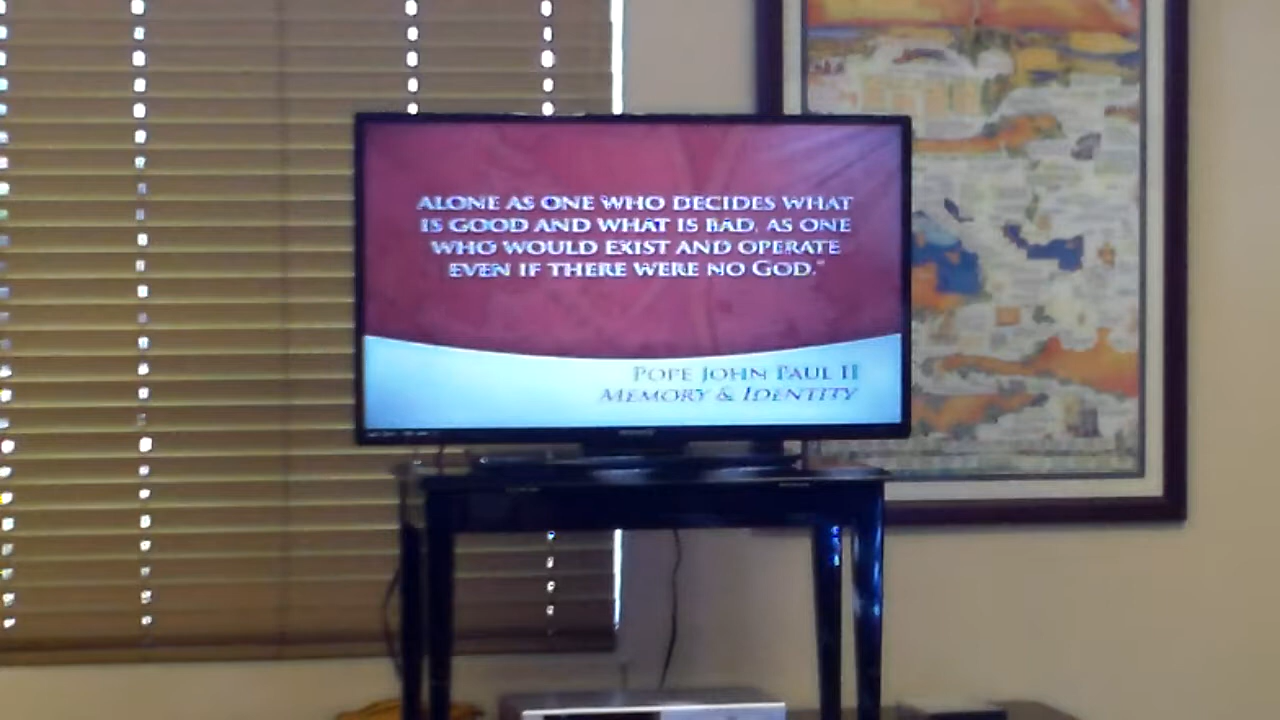 ALONE AS ONE WHO DECIDES WHAT
IS GOOD AND WHAT IS BAD, AS ONE
WHO WOULD EXIST AND OPERATE
EVEN IF THERE WERE NO GOD."
POPE JOHN PAUL II
MEMORY & IDENTITY